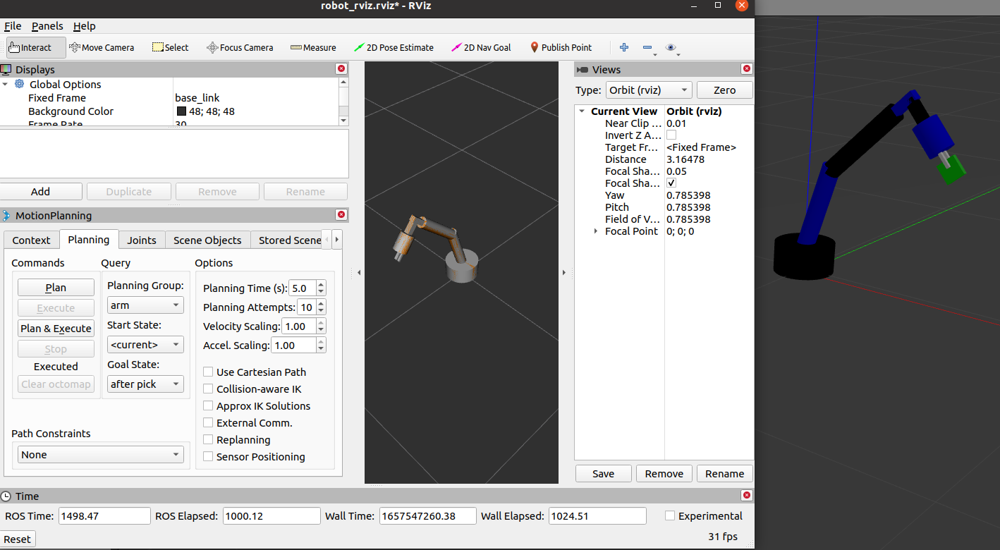 robot_rviz.rviz* - RViz
File Panels Help
Interact Move Camera Select Focus Camera Measure 2D Pose Estimate 2D Nav Goal Publish Point
Displays
Global Options
Fixed Frame base_link
Background Color 48; 48; 48
Frame Rate 30
Add Duplicate Remove Rename
MotionPlanning
Context Planning Joints Scene Objects Stored Scene
Commands Query Options
Plan
Execute
Plan & Execute
Stop
Executed
Clear octomap
Planning Group:
arm
Start State:
<current>
Goal State:
after pick
Planning Time (s): 5.0
Planning Attempts: 10
Velocity Scaling: 1.00
Accel. Scaling: 1.00
Use Cartesian Path
Collision-aware IK
Approx IK Solutions
External Comm.
Replanning
Sensor Positioning
Path Constraints
None
Views
Type: Orbit (rviz) Zero
Current View Orbit (rviz)
Near Clip ... 0.01
Invert Z A...
Target Fr... <Fixed Frame>
Distance 3.16478
Focal Sha... 0.05
Focal Sha...
Yaw 0.785398
Pitch 0.785398
Field of V... 0.785398
Focal Point 0; 0; 0
Save Remove Rename
Time
ROS Time: 1498.47 ROS Elapsed: 1000.12 Wall Time: 1657547260.38 Wall Elapsed: 1024.51 Experimental
Reset 31 fps